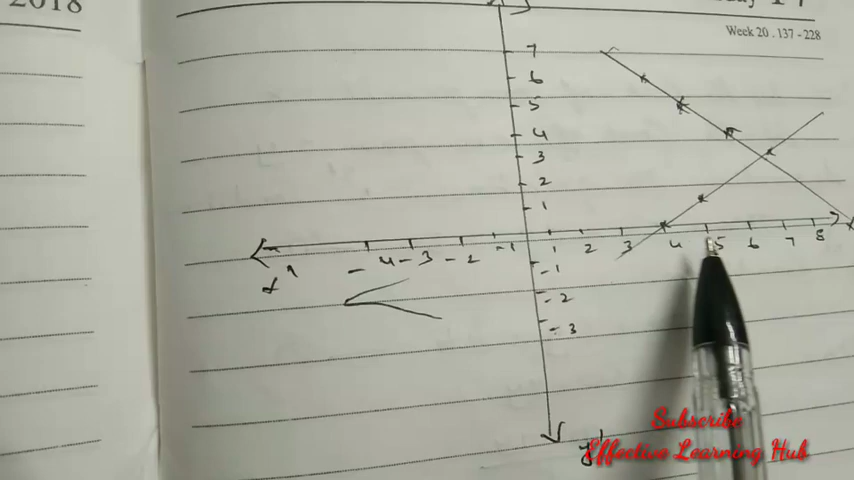 2018
17
Week 20 . 137 - 228
7
6
5
4
3
2
1
-4 -3 -2 -1 1 2 3 4 5 6 7 8
-1
-2
-3
y'
Subscribe
Effective Learning Hub